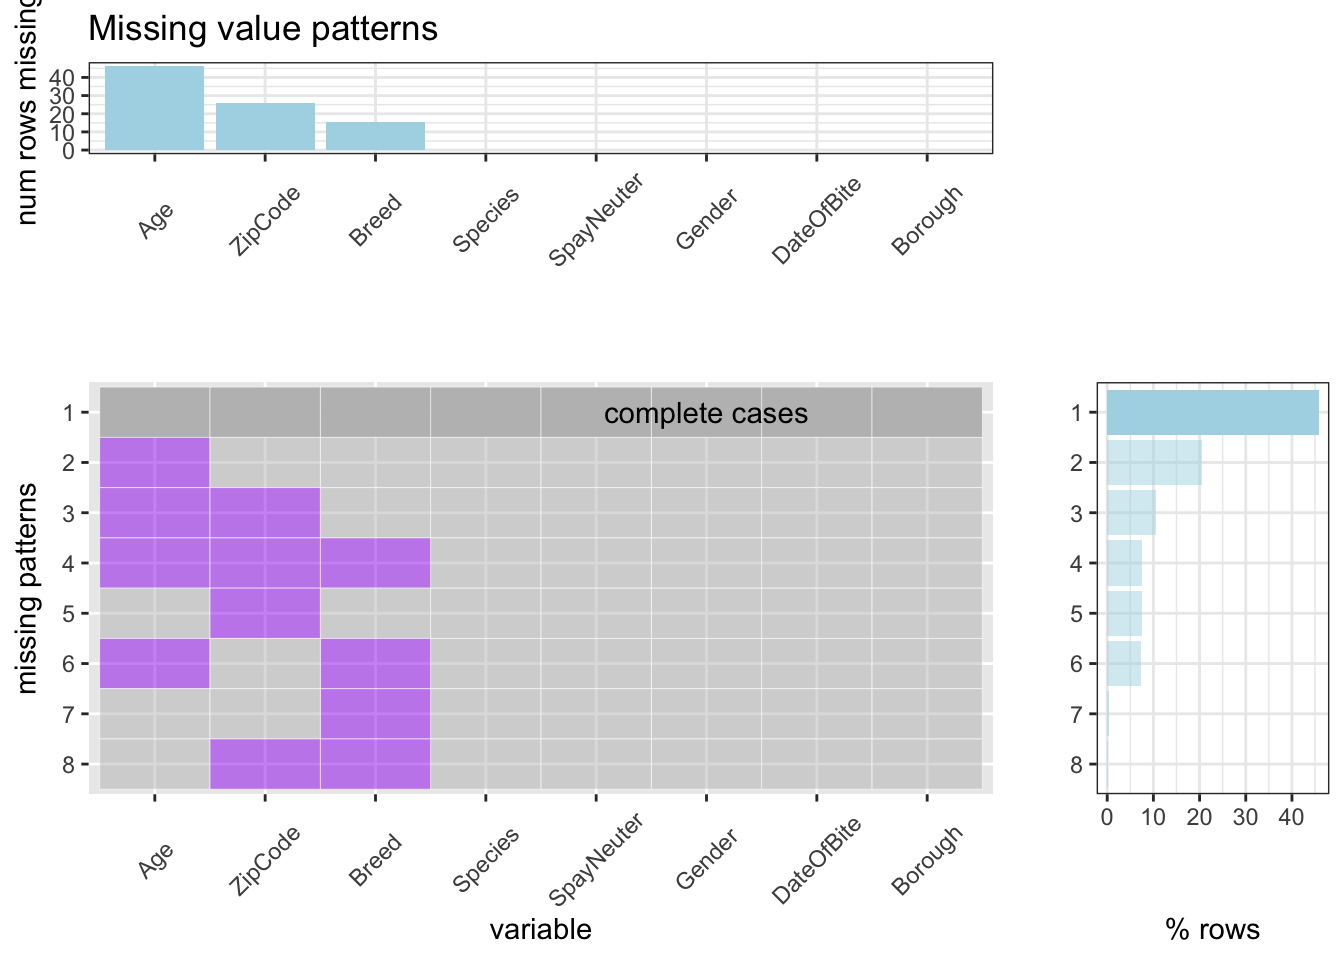 Missing value patterns
num rows missing
40
30
20
10
0
Age
ZipCode
Breed
Species
SpayNeuter
Gender
DateOfBite
Borough
missing patterns
1
2
3
4
5
6
7
8
complete cases
Age
ZipCode
Breed
Species
SpayNeuter
Gender
DateOfBite
Borough
variable
1
2
3
4
5
6
7
8
0 10 20 30 40
% rows